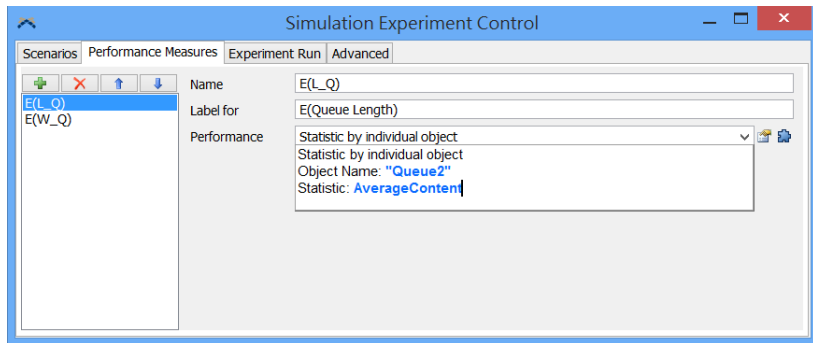 Simulation Experiment Control
Scenarios Performance Measures Experiment Run Advanced
Name E(L_Q)
E(L_Q)
E(W_Q)
Label for E(Queue Length)
Performance Statistic by individual object
Statistic by individual object
Object Name: "Queue2"
Statistic: AverageContent